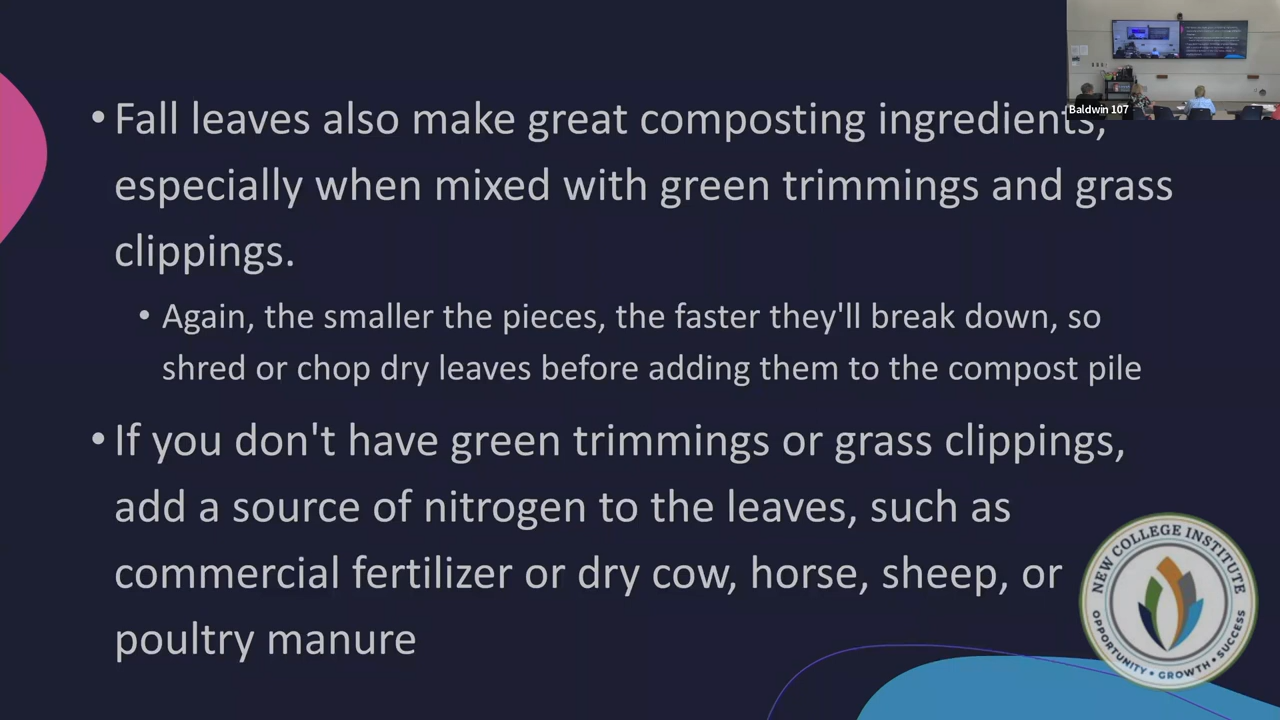 • Fall leaves also make great composting ingredients,
especially when mixed with green trimmings and grass
clippings.
• Again, the smaller the pieces, the faster they'll break down, so
shred or chop dry leaves before adding them to the compost pile
• If you don't have green trimmings or grass clippings,
add a source of nitrogen to the leaves, such as
commercial fertilizer or dry cow, horse, sheep, or
poultry manure
Baldwin 107
NEW COLLEGE INSTITUTE
OPPORTUNITY • GROWTH • SUCCESS